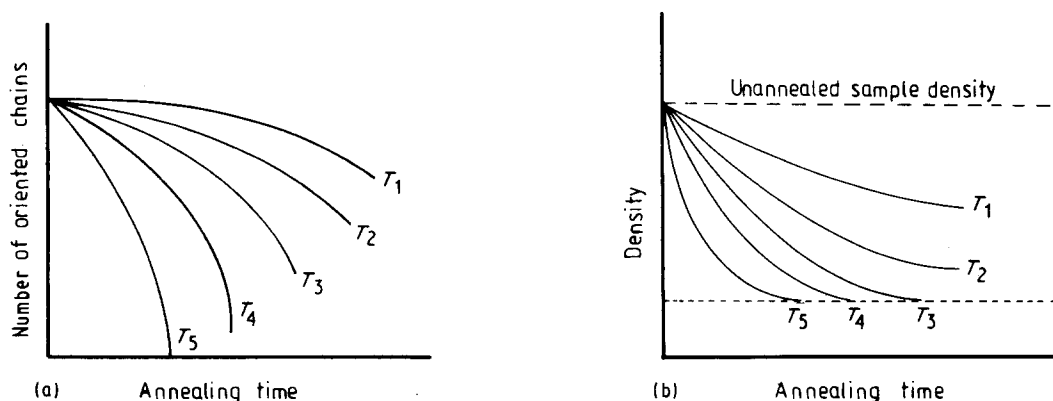 Number of oriented chains
T1
T2
T3
T4
T5
(a) Annealing time
Unannealed sample density
Density
T1
T2
T5 T4 T3
(b) Annealing time